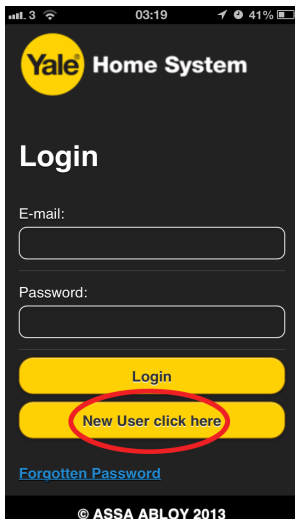 3 03:19 41%
Yale Home System
Login
E-mail:
Password:
Login
New User click here
Forgotten Password
© ASSA ABLOY 2013